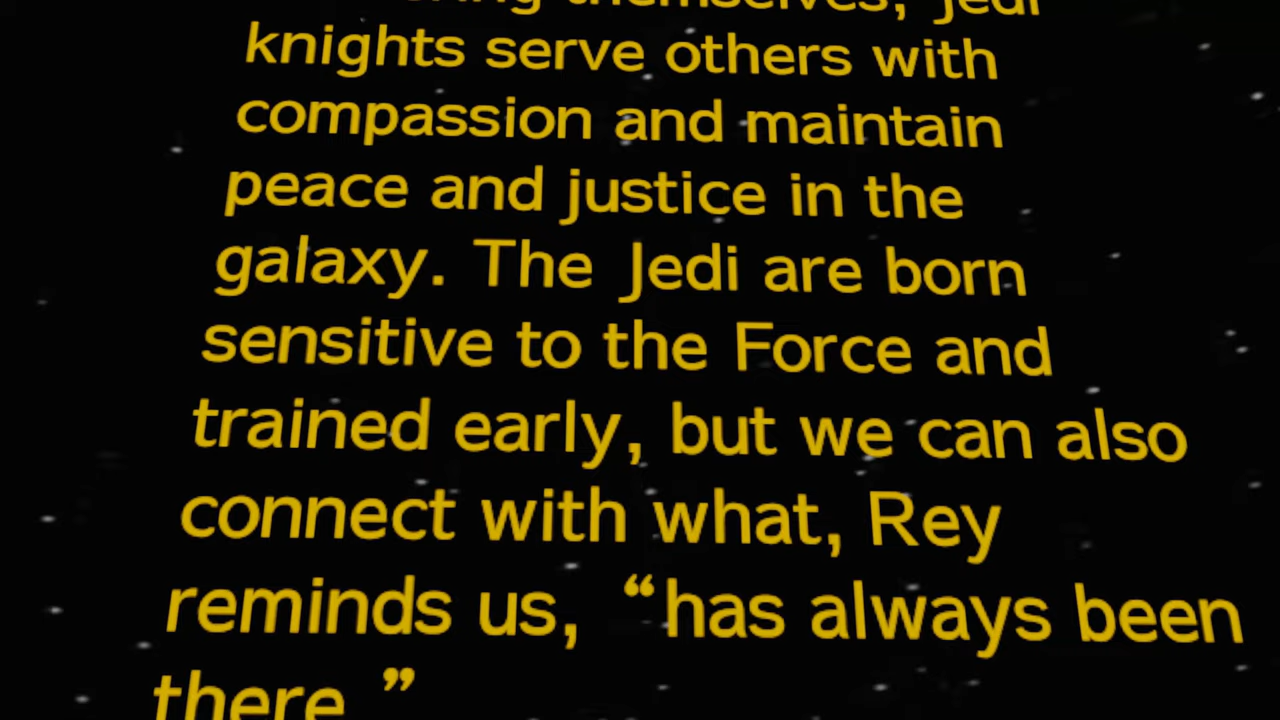 themselves, Jedi
knights serve others with
compassion and maintain
peace and justice in the
galaxy. The Jedi are born
sensitive to the Force and
trained early, but we can also
connect with what, Rey
reminds us, “has always been
there.”